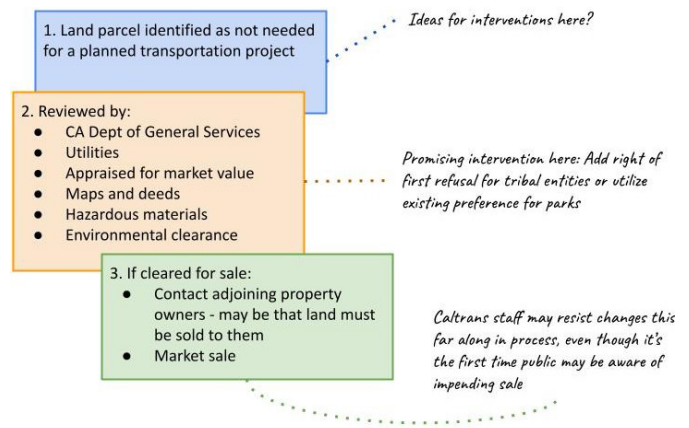 1. Land parcel identified as not needed
for a planned transportation project
Ideas for interventions here?
2. Reviewed by:
● CA Dept of General Services
● Utilities
● Appraised for market value
● Maps and deeds
● Hazardous materials
● Environmental clearance
Promising intervention here: Add right of
first refusal for tribal entities or utilize
existing preference for parks
3. If cleared for sale:
● Contact adjoining property
owners - may be that land must
be sold to them
● Market sale
Caltrans staff may resist changes this
far along in process, even though it's
the first time public may be aware of
impending sale